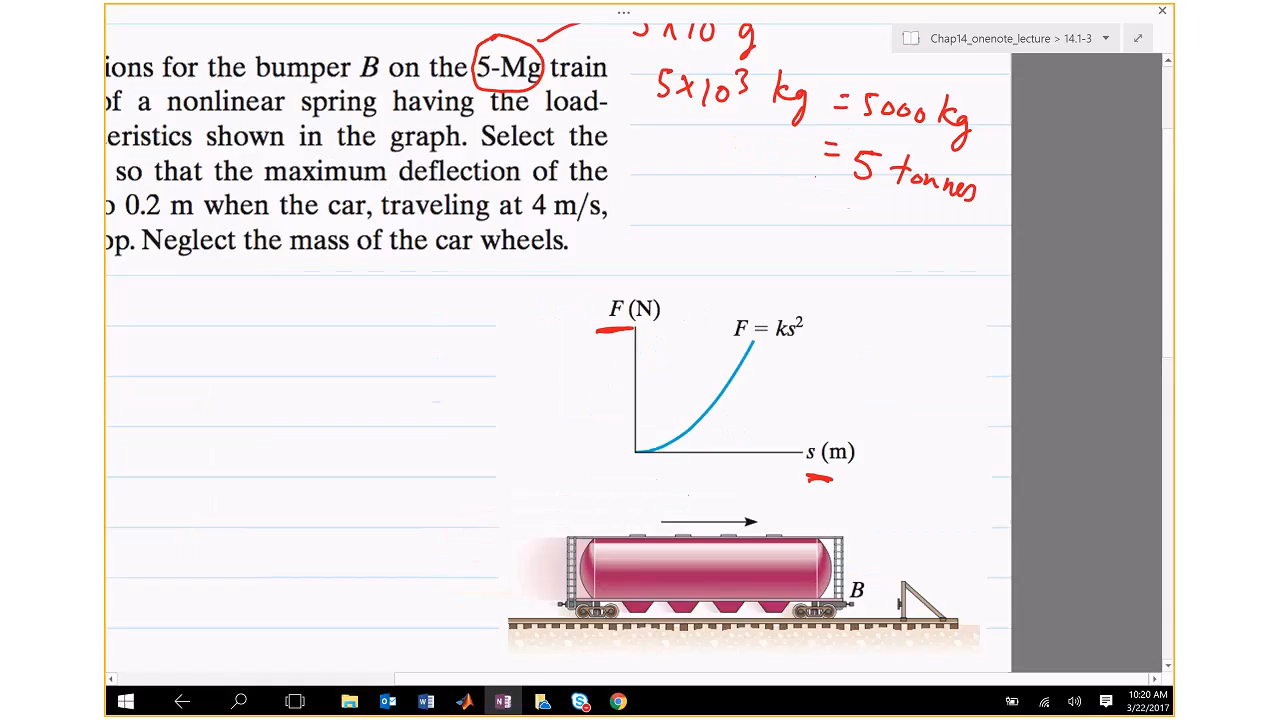 Chap14_onenote_lecture > 14.1-3
5 x 10 g
ions for the bumper B on the 5-Mg train
of a nonlinear spring having the load-
eristics shown in the graph. Select the
so that the maximum deflection of the
o 0.2 m when the car, traveling at 4 m/s,
op. Neglect the mass of the car wheels.
5x10³ kg = 5000 kg
= 5 tonnes
F (N)
F = ks²
s (m)
B
10:20 AM
3/22/2017